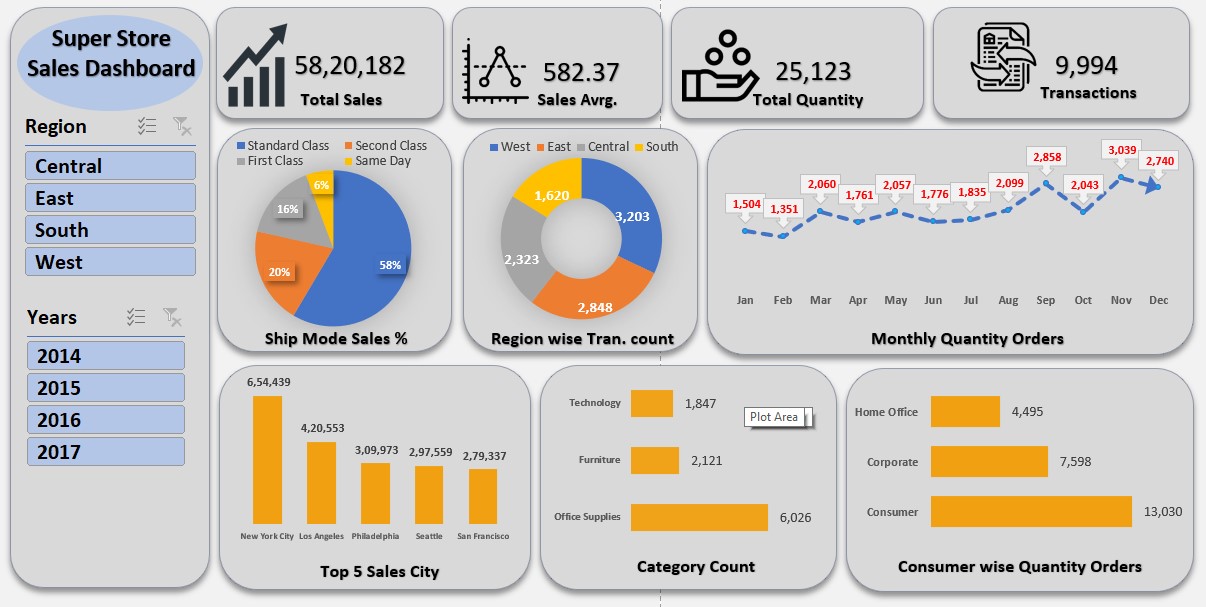 Super Store
Sales Dashboard
Region
Central
East
South
West
Years
2014
2015
2016
2017
58,20,182
Total Sales
582.37
Sales Avrg.
25,123
Total Quantity
9,994
Transactions
Standard Class
Second Class
First Class
Same Day
6%
16%
20%
58%
Ship Mode Sales %
West
East
Central
South
1,620
3,203
2,323
2,848
Region wise Tran. count
1,504
1,351
2,060
1,761
2,057
1,776
1,835
2,099
2,858
2,043
3,039
2,740
Jan
Feb
Mar
Apr
May
Jun
Jul
Aug
Sep
Oct
Nov
Dec
Monthly Quantity Orders
6,54,439
4,20,553
3,09,973
2,97,559
2,79,337
New York City
Los Angeles
Philadelphia
Seattle
San Francisco
Top 5 Sales City
Technology
1,847
Plot Area
Furniture
2,121
Office Supplies
6,026
Category Count
Home Office
4,495
Corporate
7,598
Consumer
13,030
Consumer wise Quantity Orders